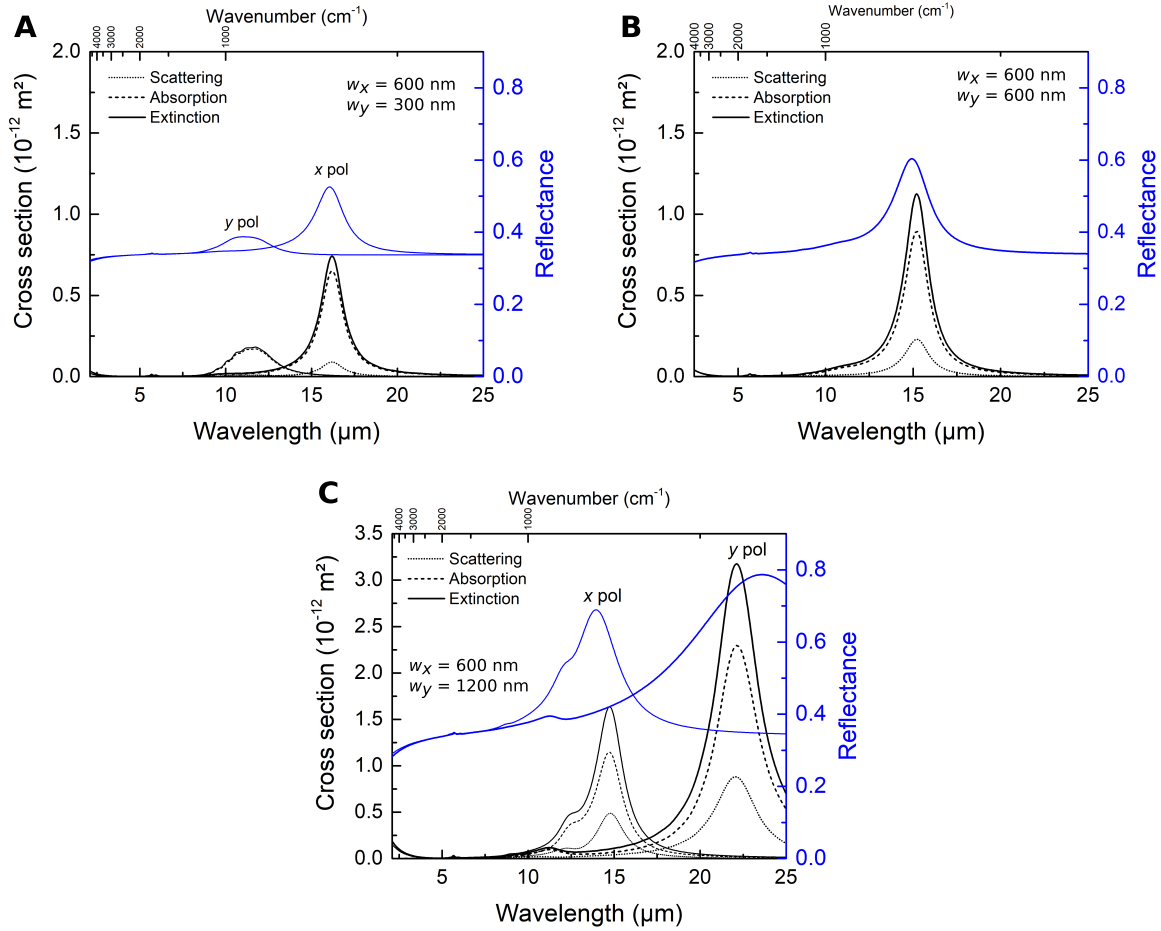 A
Wavenumber (cm⁻¹)
4000 3000 2000 1000
2.0
1.5
1.0
0.5
0.0
Cross section (10⁻¹² m²)
Scattering
Absorption
Extinction
wx = 600 nm
wy = 300 nm
x pol
y pol
0.8
0.6
0.4
0.2
0.0
Reflectance
5 10 15 20 25
Wavelength (µm)
B
Wavenumber (cm⁻¹)
4000 3000 2000 1000
2.0
1.5
1.0
0.5
0.0
Cross section (10⁻¹² m²)
Scattering
Absorption
Extinction
wx = 600 nm
wy = 600 nm
0.8
0.6
0.4
0.2
0.0
Reflectance
5 10 15 20 25
Wavelength (µm)
C
Wavenumber (cm⁻¹)
4000 3000 2000 1000
3.5
3.0
2.5
2.0
1.5
1.0
0.5
0.0
Cross section (10⁻¹² m²)
Scattering
Absorption
Extinction
y pol
x pol
wx = 600 nm
wy = 1200 nm
0.8
0.6
0.4
0.2
0.0
Reflectance
5 10 15 20 25
Wavelength (µm)